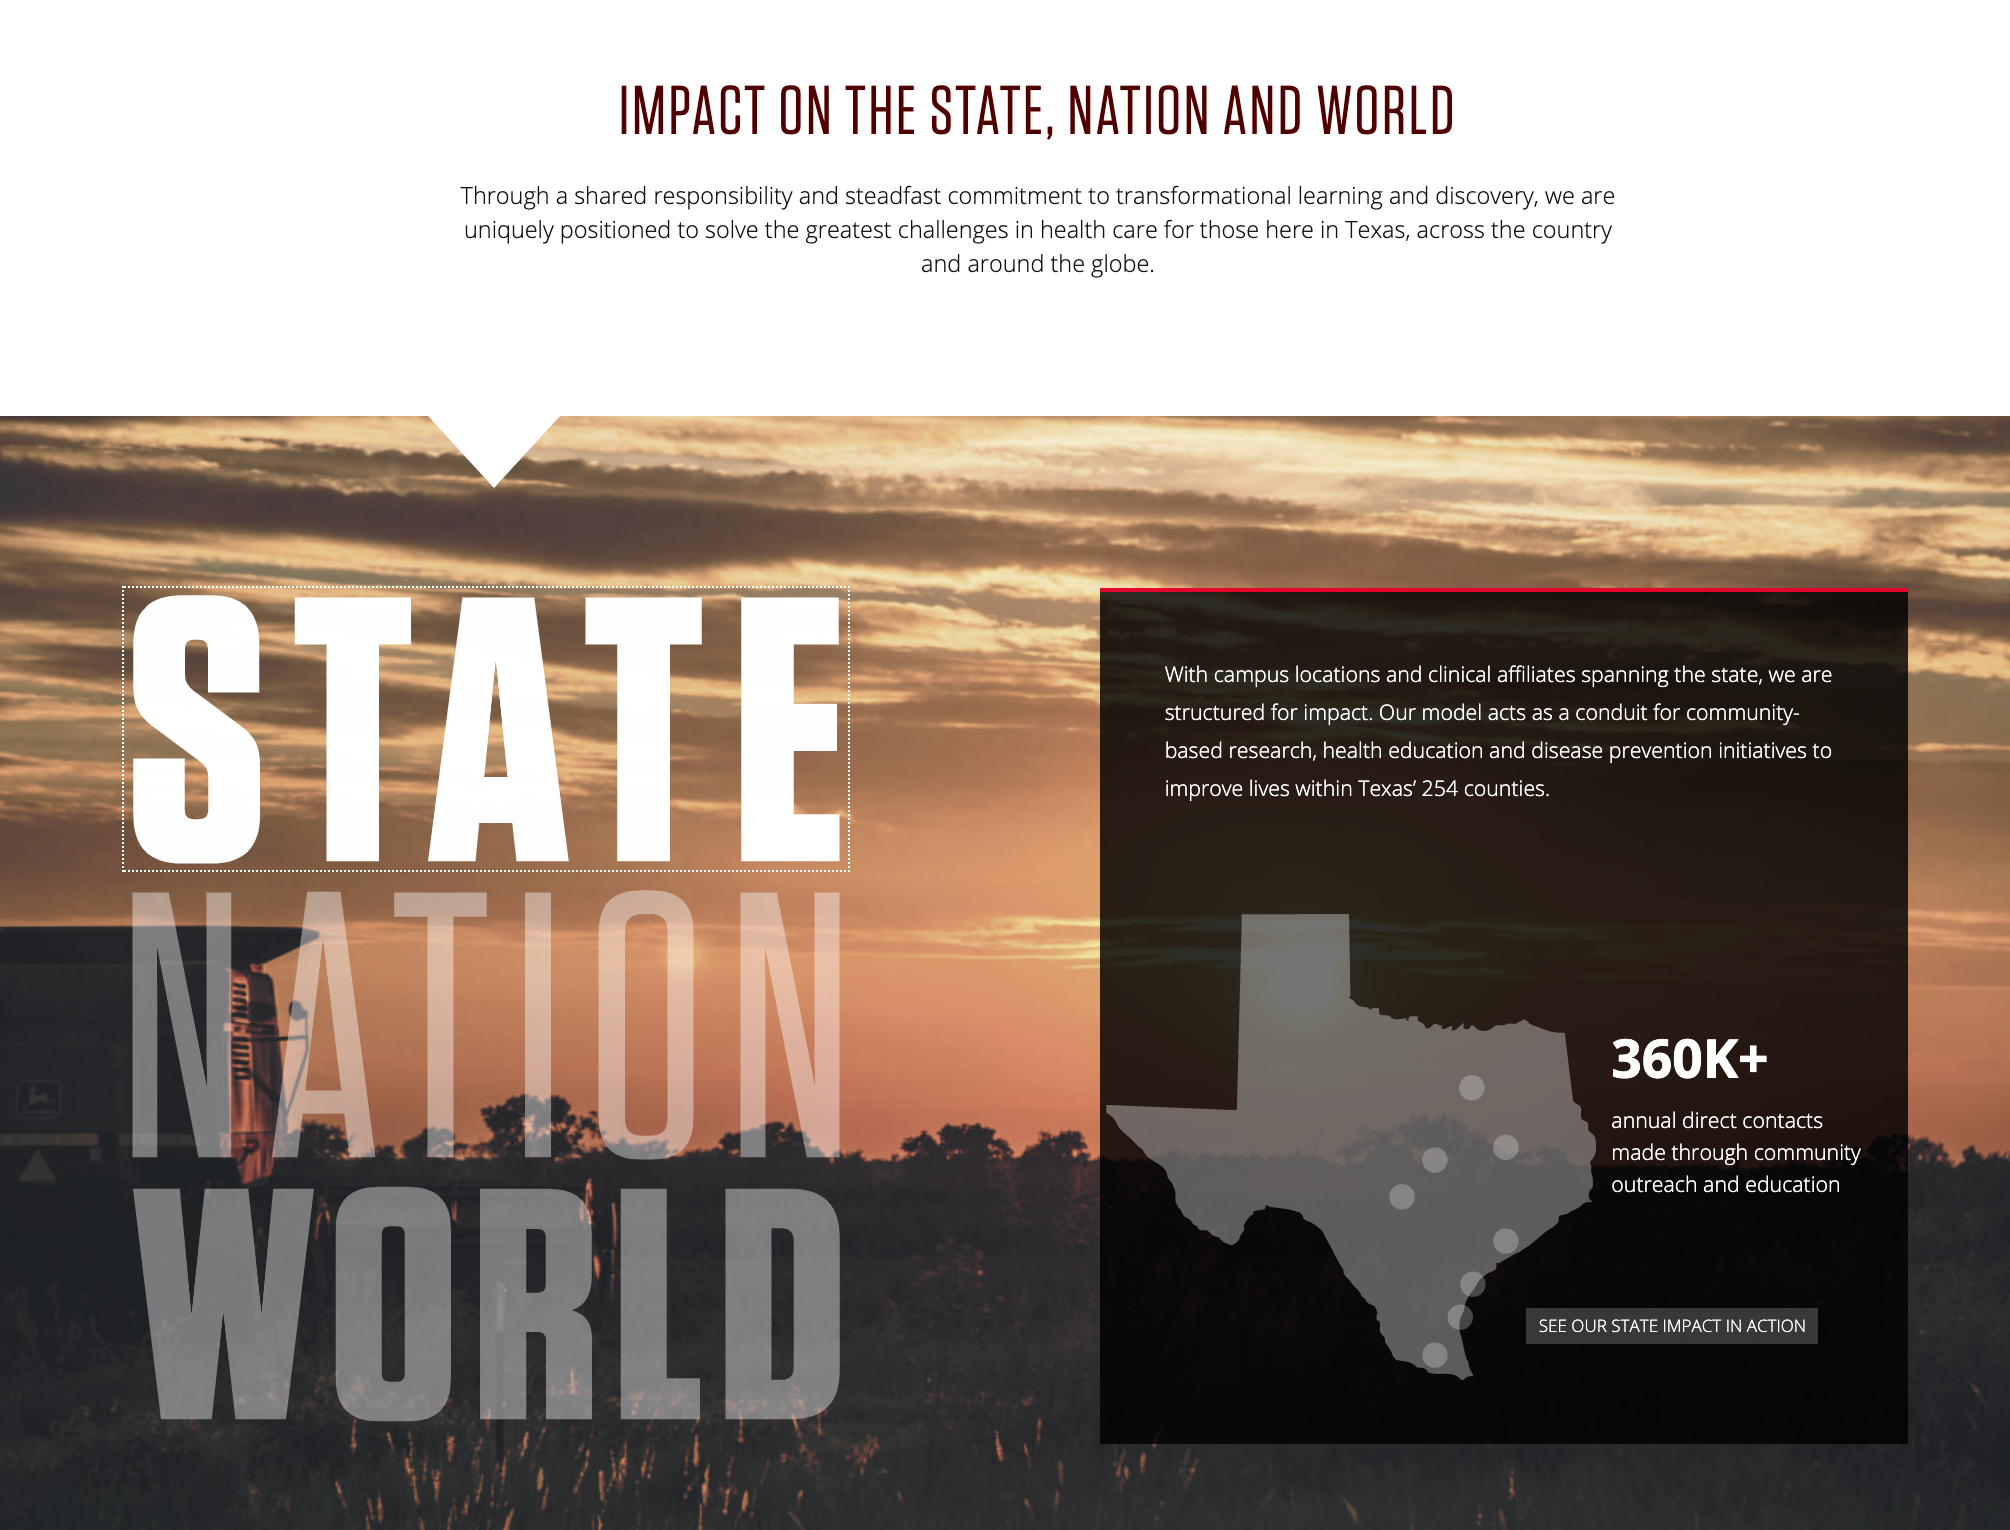 IMPACT ON THE STATE, NATION AND WORLD
Through a shared responsibility and steadfast commitment to transformational learning and discovery, we are
uniquely positioned to solve the greatest challenges in health care for those here in Texas, across the country
and around the globe.
STATE
NATION
WORLD
With campus locations and clinical affiliates spanning the state, we are
structured for impact. Our model acts as a conduit for community-
based research, health education and disease prevention initiatives to
improve lives within Texas’ 254 counties.
360K+
annual direct contacts
made through community
outreach and education
SEE OUR STATE IMPACT IN ACTION